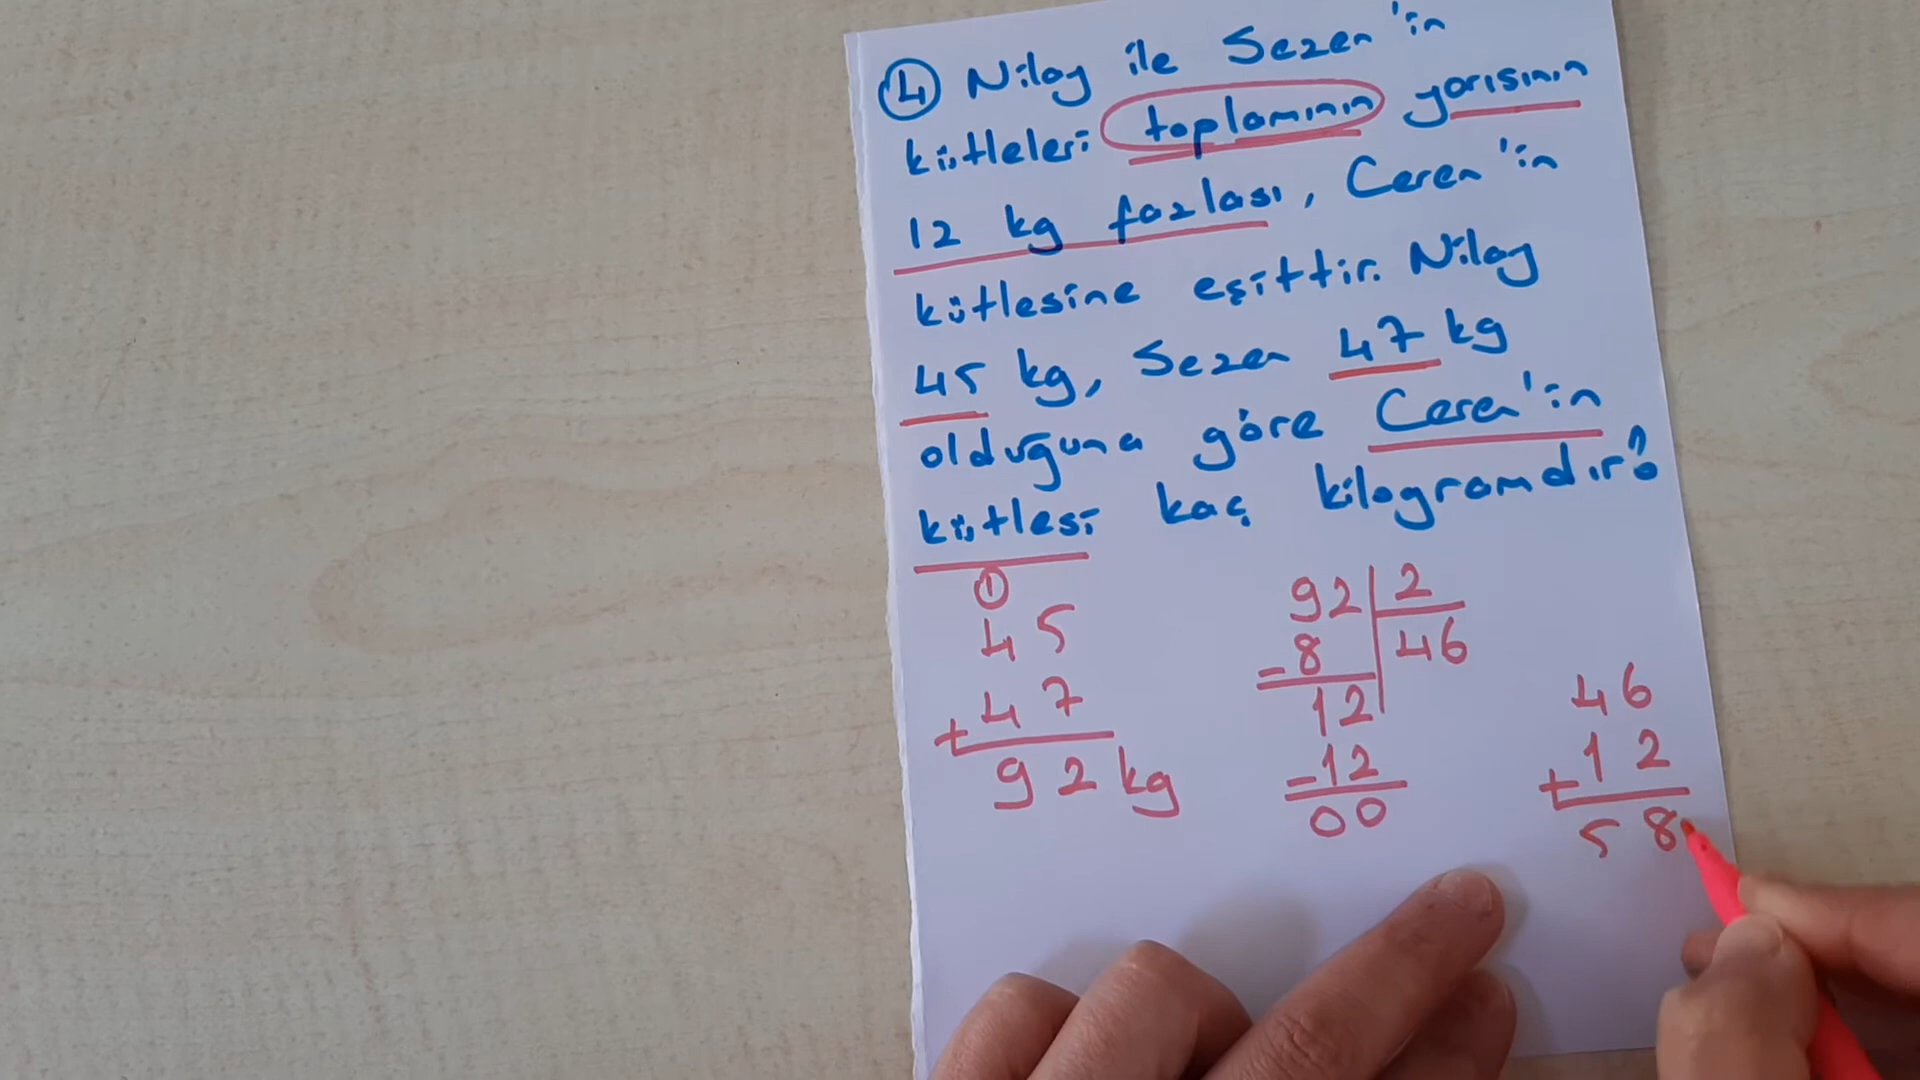 4 Nilay ile Sezen'in
kütleleri toplamının yarısının
12 kg fazlası, Ceren'in
kütlesine eşittir. Nilay
45 kg, Sezen 47 kg
olduğuna göre Ceren'in
kütlesi kaç kilogramdır?
1
45
+ 47
92 kg
92 2
- 8 46
12
- 12
00
46
+ 12
58